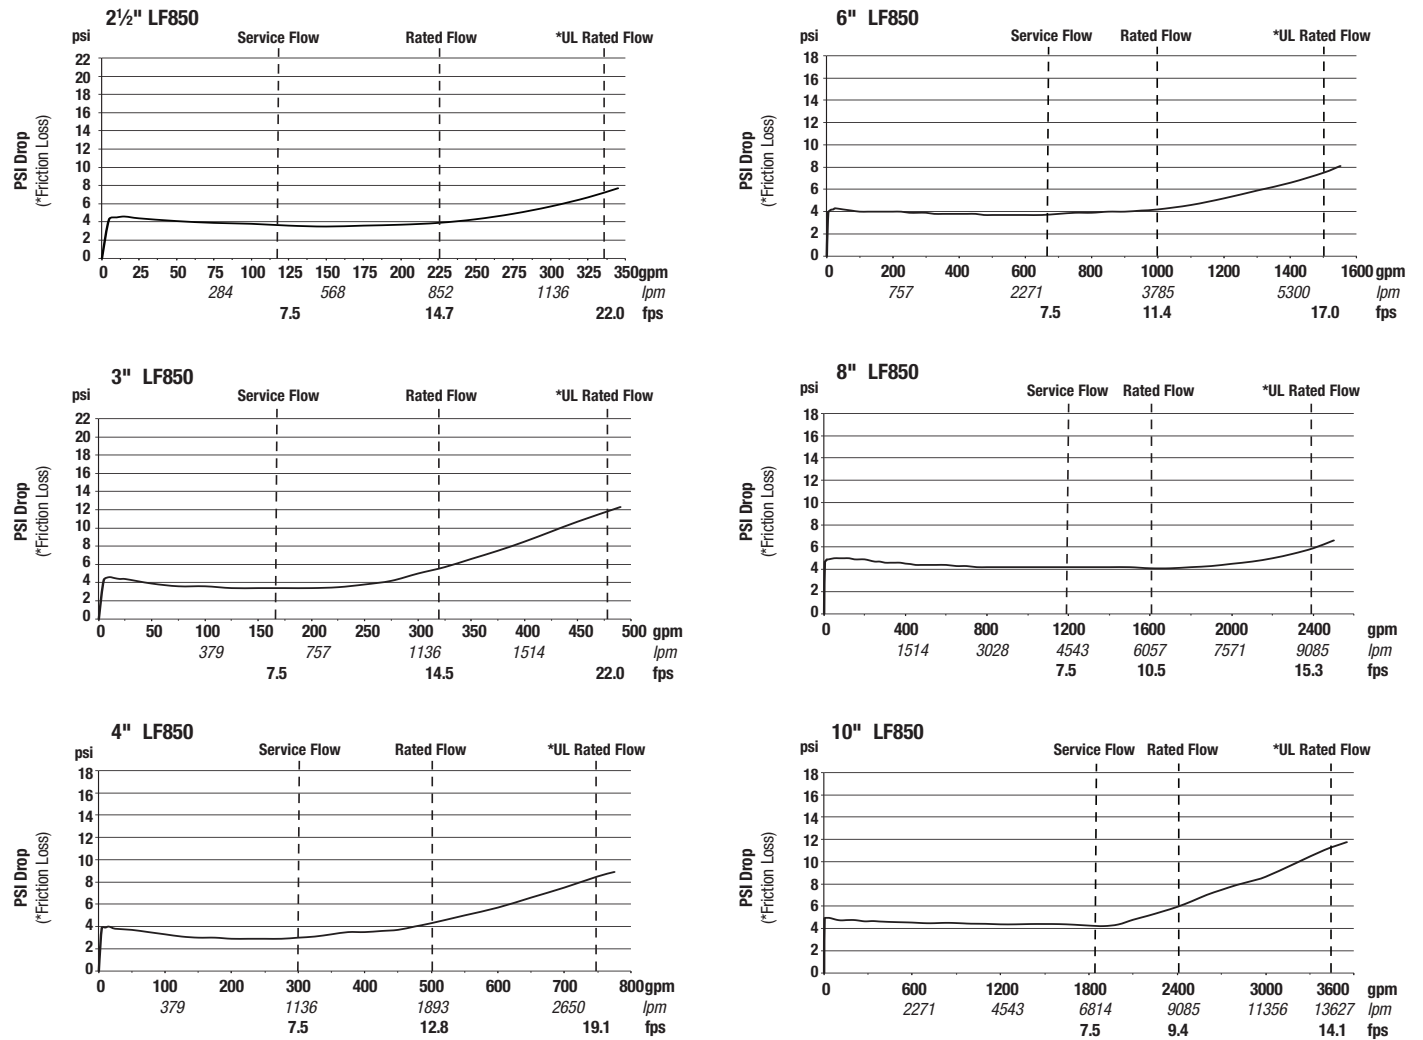 2½" LF850
psi
Service Flow Rated Flow *UL Rated Flow
22
20
18
16
14
12
10
8
6
4
2
0
PSI Drop
(*Friction Loss)
0 25 50 75 100 125 150 175 200 225 250 275 300 325 350gpm
284 568 852 1136 lpm
7.5 14.7 22.0 fps
3" LF850
psi
Service Flow Rated Flow *UL Rated Flow
22
20
18
16
14
12
10
8
6
4
2
0
PSI Drop
(*Friction Loss)
0 50 100 150 200 250 300 350 400 450 500 gpm
379 757 1136 1514 lpm
7.5 14.5 22.0 fps
4" LF850
psi
Service Flow Rated Flow *UL Rated Flow
18
16
14
12
10
8
6
4
2
0
PSI Drop
(*Friction Loss)
0 100 200 300 400 500 600 700 800gpm
379 1136 1893 2650 lpm
7.5 12.8 19.1 fps
6" LF850
psi
Service Flow Rated Flow *UL Rated Flow
18
16
14
12
10
8
6
4
2
0
PSI Drop
(*Friction Loss)
0 200 400 600 800 1000 1200 1400 1600 gpm
757 2271 3785 5300 lpm
7.5 11.4 17.0 fps
8" LF850
psi
Service Flow Rated Flow *UL Rated Flow
18
16
14
12
10
8
6
4
2
0
PSI Drop
(*Friction Loss)
0 400 800 1200 1600 2000 2400 gpm
1514 3028 4543 6057 7571 9085 lpm
7.5 10.5 15.3 fps
10" LF850
psi
Service Flow Rated Flow *UL Rated Flow
18
16
14
12
10
8
6
4
2
0
PSI Drop
(*Friction Loss)
0 600 1200 1800 2400 3000 3600 gpm
2271 4543 6814 9085 11356 13627 lpm
7.5 9.4 14.1 fps